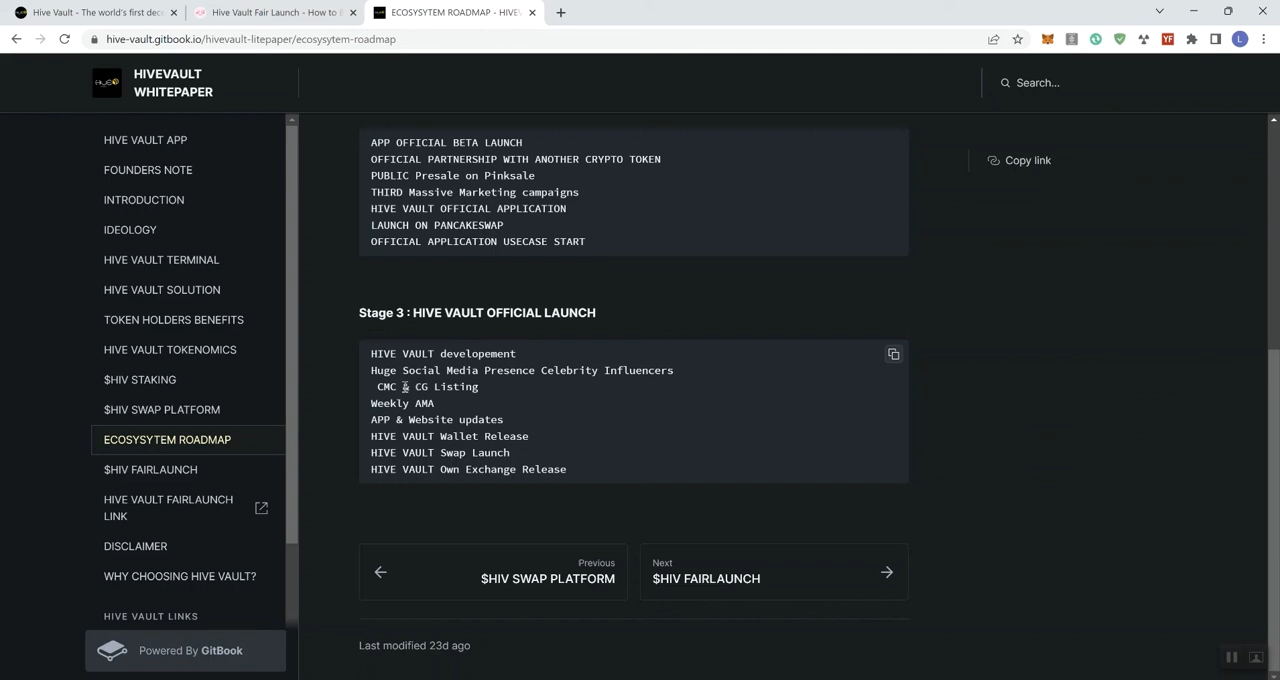 Hive Vault - The world's first dec
Hive Vault Fair Launch - How to B
ECOSYSYTEM ROADMAP - HIVEV
hive-vault.gitbook.io/hivevault-litepaper/ecosysytem-roadmap
YF
L
HIVEVAULT
WHITEPAPER
Search...
HIVE VAULT APP
FOUNDERS NOTE
INTRODUCTION
IDEOLOGY
HIVE VAULT TERMINAL
HIVE VAULT SOLUTION
TOKEN HOLDERS BENEFITS
HIVE VAULT TOKENOMICS
$HIV STAKING
$HIV SWAP PLATFORM
ECOSYSYTEM ROADMAP
$HIV FAIRLAUNCH
HIVE VAULT FAIRLAUNCH
LINK
DISCLAIMER
WHY CHOOSING HIVE VAULT?
HIVE VAULT LINKS
Powered By GitBook
APP OFFICIAL BETA LAUNCH
OFFICIAL PARTNERSHIP WITH ANOTHER CRYPTO TOKEN
PUBLIC Presale on Pinksale
THIRD Massive Marketing campaigns
HIVE VAULT OFFICIAL APPLICATION
LAUNCH ON PANCAKESWAP
OFFICIAL APPLICATION USECASE START
Stage 3 : HIVE VAULT OFFICIAL LAUNCH
HIVE VAULT developement
Huge Social Media Presence Celebrity Influencers
CMC & CG Listing
Weekly AMA
APP & Website updates
HIVE VAULT Wallet Release
HIVE VAULT Swap Launch
HIVE VAULT Own Exchange Release
Previous
$HIV SWAP PLATFORM
Next
$HIV FAIRLAUNCH
Last modified 23d ago
Copy link